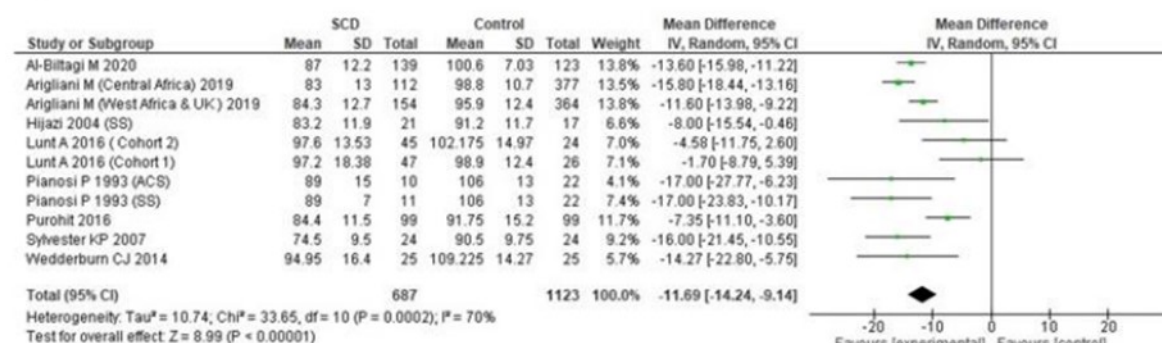 SCD Control Mean Difference Mean Difference
Study or Subgroup Mean SD Total Mean SD Total Weight IV, Random, 95% CI IV, Random, 95% CI
Al-Biltagi M 2020 87 12.2 139 100.6 7.03 123 13.8% -13.60 [-15.98, -11.22]
Arigliani M (Central Africa) 2019 83 13 112 98.8 10.7 377 13.5% -15.80 [-18.44, -13.16]
Arigliani M (West Africa & UK) 2019 84.3 12.7 154 95.9 12.4 364 13.8% -11.60 [-13.98, -9.22]
Hijazi 2004 (SS) 83.2 11.9 21 91.2 11.7 17 6.6% -8.00 [-15.54, -0.46]
Lunt A 2016 ( Cohort 2) 97.6 13.53 45 102.175 14.97 24 7.0% -4.58 [-11.75, 2.60]
Lunt A 2016 (Cohort 1) 97.2 18.38 47 98.9 12.4 26 7.1% -1.70 [-8.79, 5.39]
Pianosi P 1993 (ACS) 89 15 10 106 13 22 4.1% -17.00 [-27.77, -6.23]
Pianosi P 1993 (SS) 89 7 11 106 13 22 7.4% -17.00 [-23.83, -10.17]
Purohit 2016 84.4 11.5 99 91.75 15.2 99 11.7% -7.35 [-11.10, -3.60]
Sylvester KP 2007 74.5 9.5 24 90.5 9.75 24 9.2% -16.00 [-21.45, -10.55]
Wedderburn CJ 2014 94.95 16.4 25 109.225 14.27 25 5.7% -14.27 [-22.80, -5.75]
Total (95% CI) 687 1123 100.0% -11.69 [-14.24, -9.14]
Heterogeneity: Tau² = 10.74; Chi² = 33.65, df = 10 (P = 0.0002); I² = 70%
Test for overall effect: Z = 8.99 (P < 0.00001)
-20 -10 0 10 20
Favours [experimental] Favours [control]